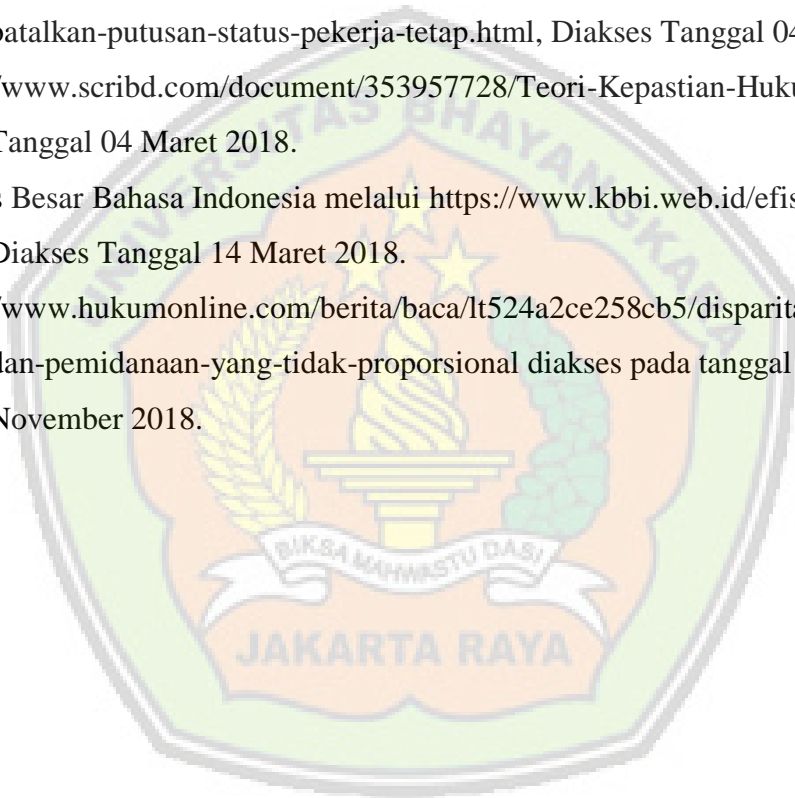 batalkan-putusan-status-pekerja-tetap.html, Diakses Tanggal 04
/www.scribd.com/document/353957728/Teori-Kepastian-Huku
Tanggal 04 Maret 2018.
s Besar Bahasa Indonesia melalui https://www.kbbi.web.id/efis
Diakses Tanggal 14 Maret 2018.
/www.hukumonline.com/berita/baca/lt524a2ce258cb5/disparita
dan-pemidanaan-yang-tidak-proporsional diakses pada tanggal
November 2018.
UNIVERSITAS BHAYANGKARA
BIKSA MAHWASTU DASI
JAKARTA RAYA